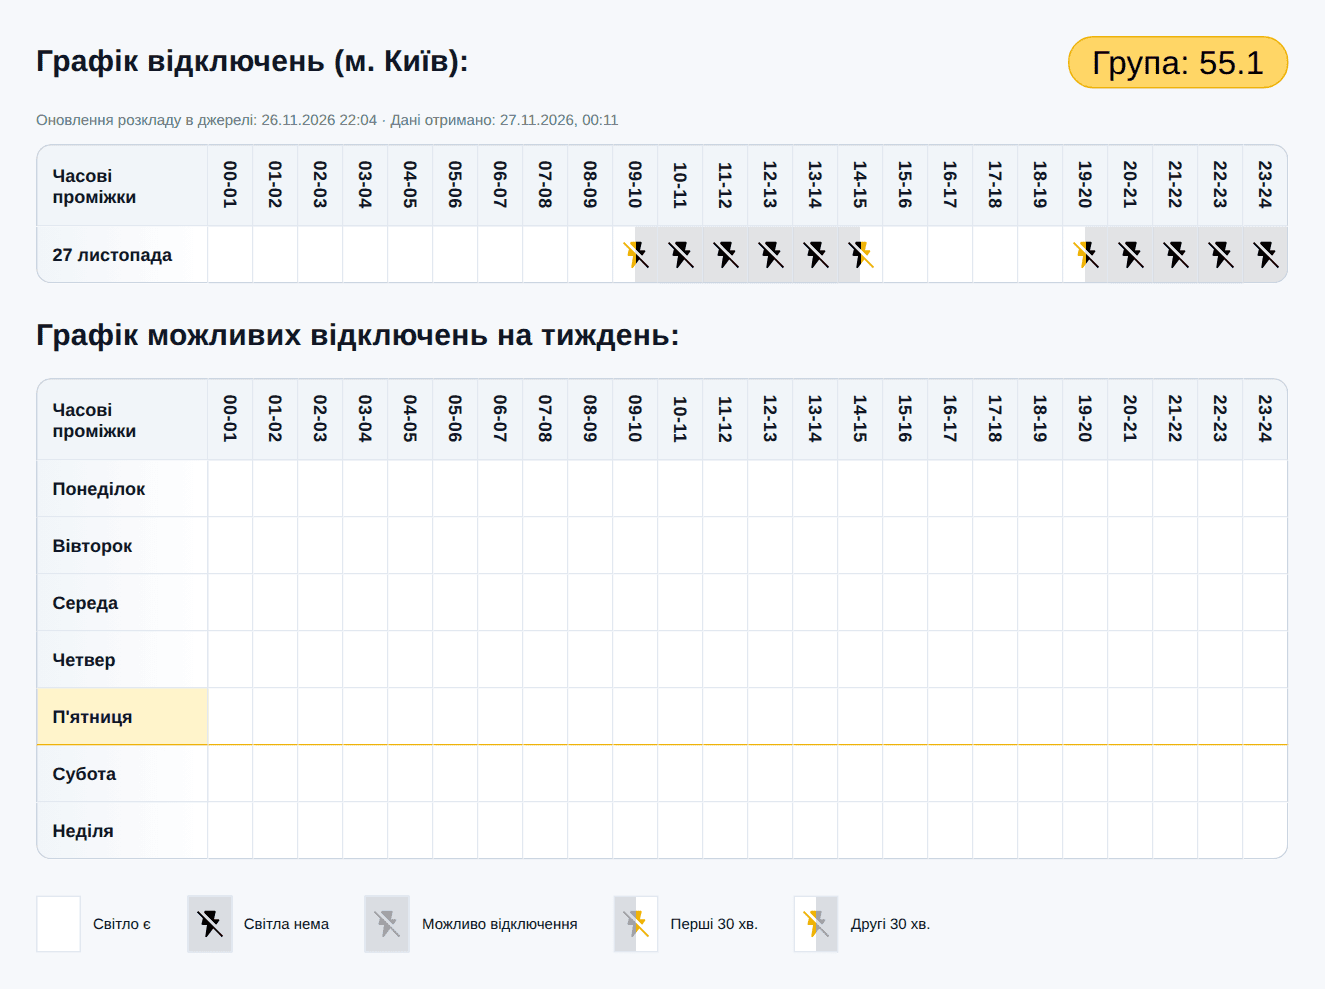 Графік відключень (м. Київ):
Група: 55.1
Оновлення розкладу в джерелі: 26.11.2026 22:04 · Дані отримано: 27.11.2026, 00:11
Часові проміжки 00-01 01-02 02-03 03-04 04-05 05-06 06-07 07-08 08-09 09-10 10-11 11-12 12-13 13-14 14-15 15-16 16-17 17-18 18-19 19-20 20-21 21-22 22-23 23-24
27 листопада
Графік можливих відключень на тиждень:
Часові проміжки 00-01 01-02 02-03 03-04 04-05 05-06 06-07 07-08 08-09 09-10 10-11 11-12 12-13 13-14 14-15 15-16 16-17 17-18 18-19 19-20 20-21 21-22 22-23 23-24
Понеділок
Вівторок
Середа
Четвер
П'ятниця
Субота
Неділя
Світло є Світла нема Можливо відключення Перші 30 хв. Другі 30 хв.